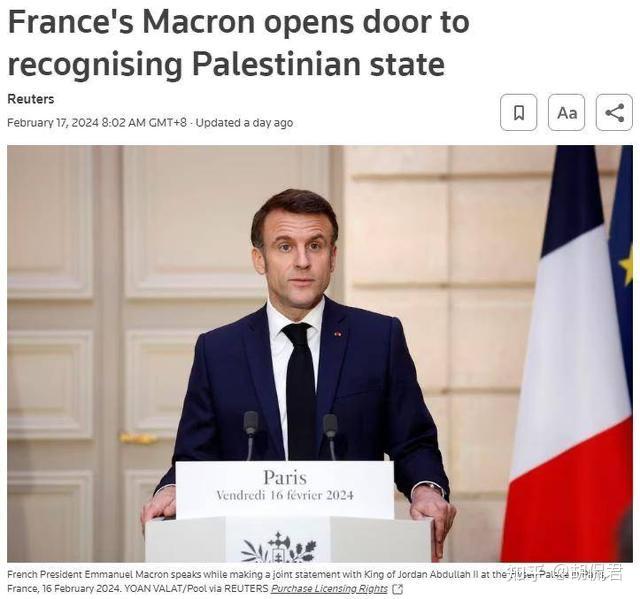 France's Macron opens door to
recognising Palestinian state
Reuters
February 17, 2024 8:02 AM GMT+8 · Updated a day ago
Aa
Paris
Vendredi 16 février 2024
French President Emmanuel Macron speaks while making a joint statement with King of Jordan Abdullah II at the Elysee Palace in
France, 16 February 2024. YOAN VALAT/Pool via REUTERS Purchase Licensing Rights
知乎 @胡侃君